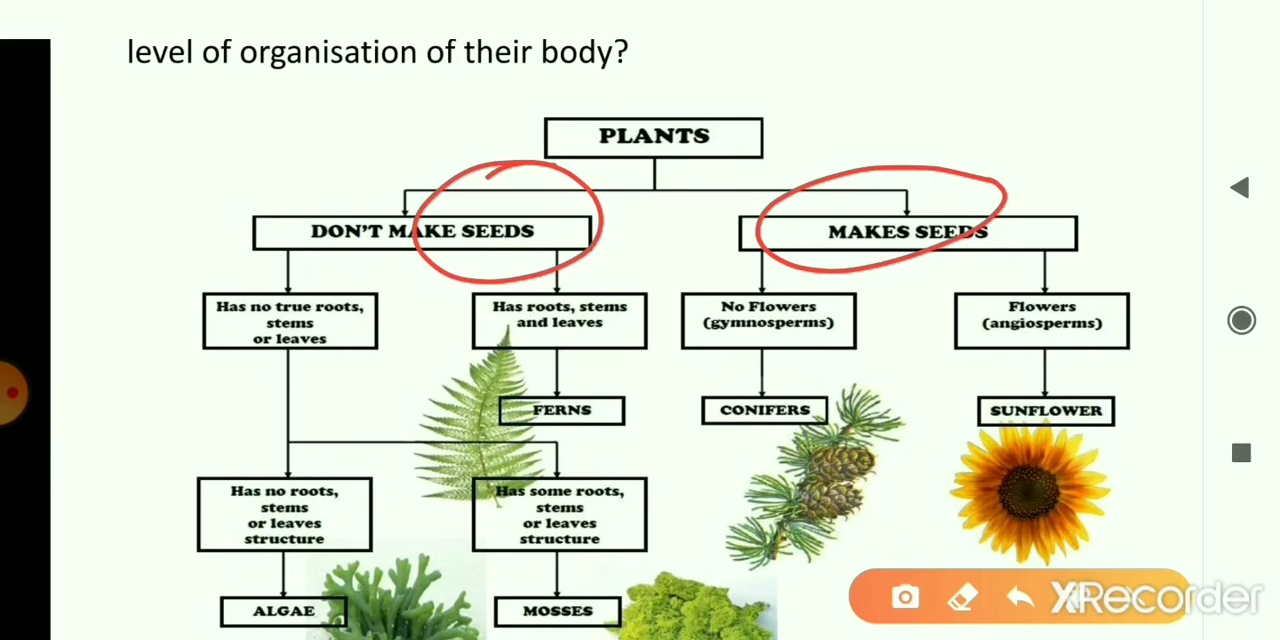 level of organisation of their body?
PLANTS
DON'T MAKE SEEDS
MAKES SEEDS
Has no true roots,
stems
or leaves
Has roots, stems
and leaves
No Flowers
(gymnosperms)
Flowers
(angiosperms)
FERNS
CONIFERS
SUNFLOWER
Has no roots,
stems
or leaves
structure
Has some roots,
stems
or leaves
structure
ALGAE
MOSSES
XRecorder